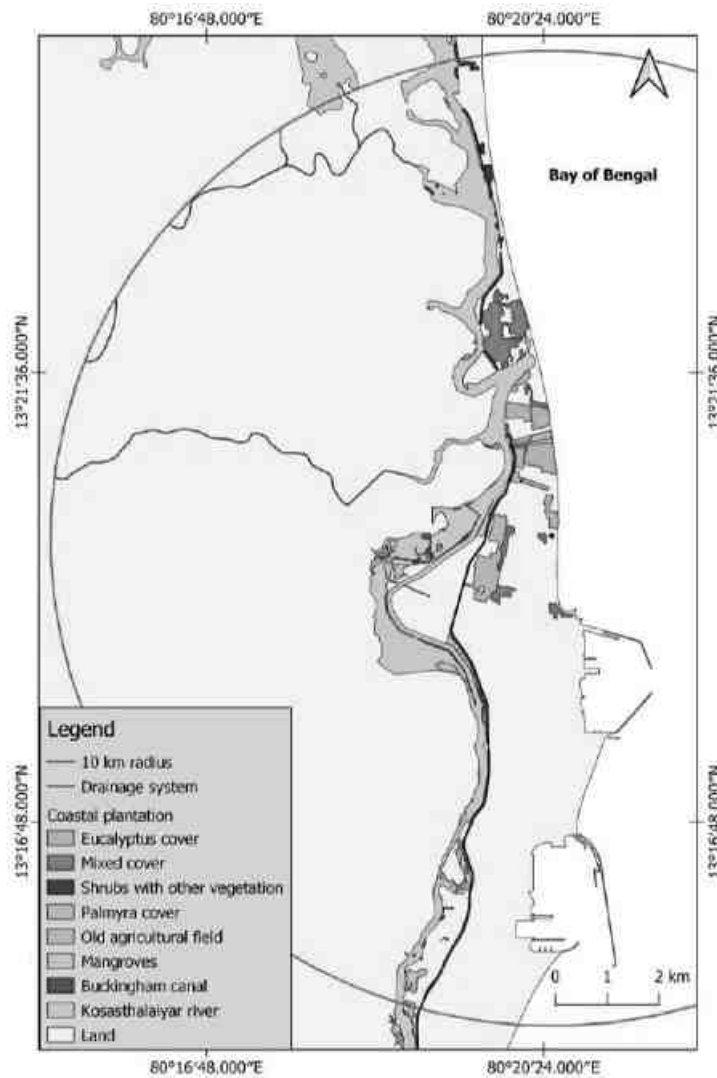 80°16'48.000"E
80°20'24.000"E
Bay of Bengal
13°21'36.000"N
13°21'36.000"N
13°16'48.000"N
13°16'48.000"N
Legend
10 km radius
Drainage system
Coastal plantation
Eucalyptus cover
Mixed cover
Shrubs with other vegetation
Palmyra cover
Old agricultural field
Mangroves
Buckingham canal
Kosasthalaiyar river
Land
0 1 2 km
80°16'48.000"E
80°20'24.000"E